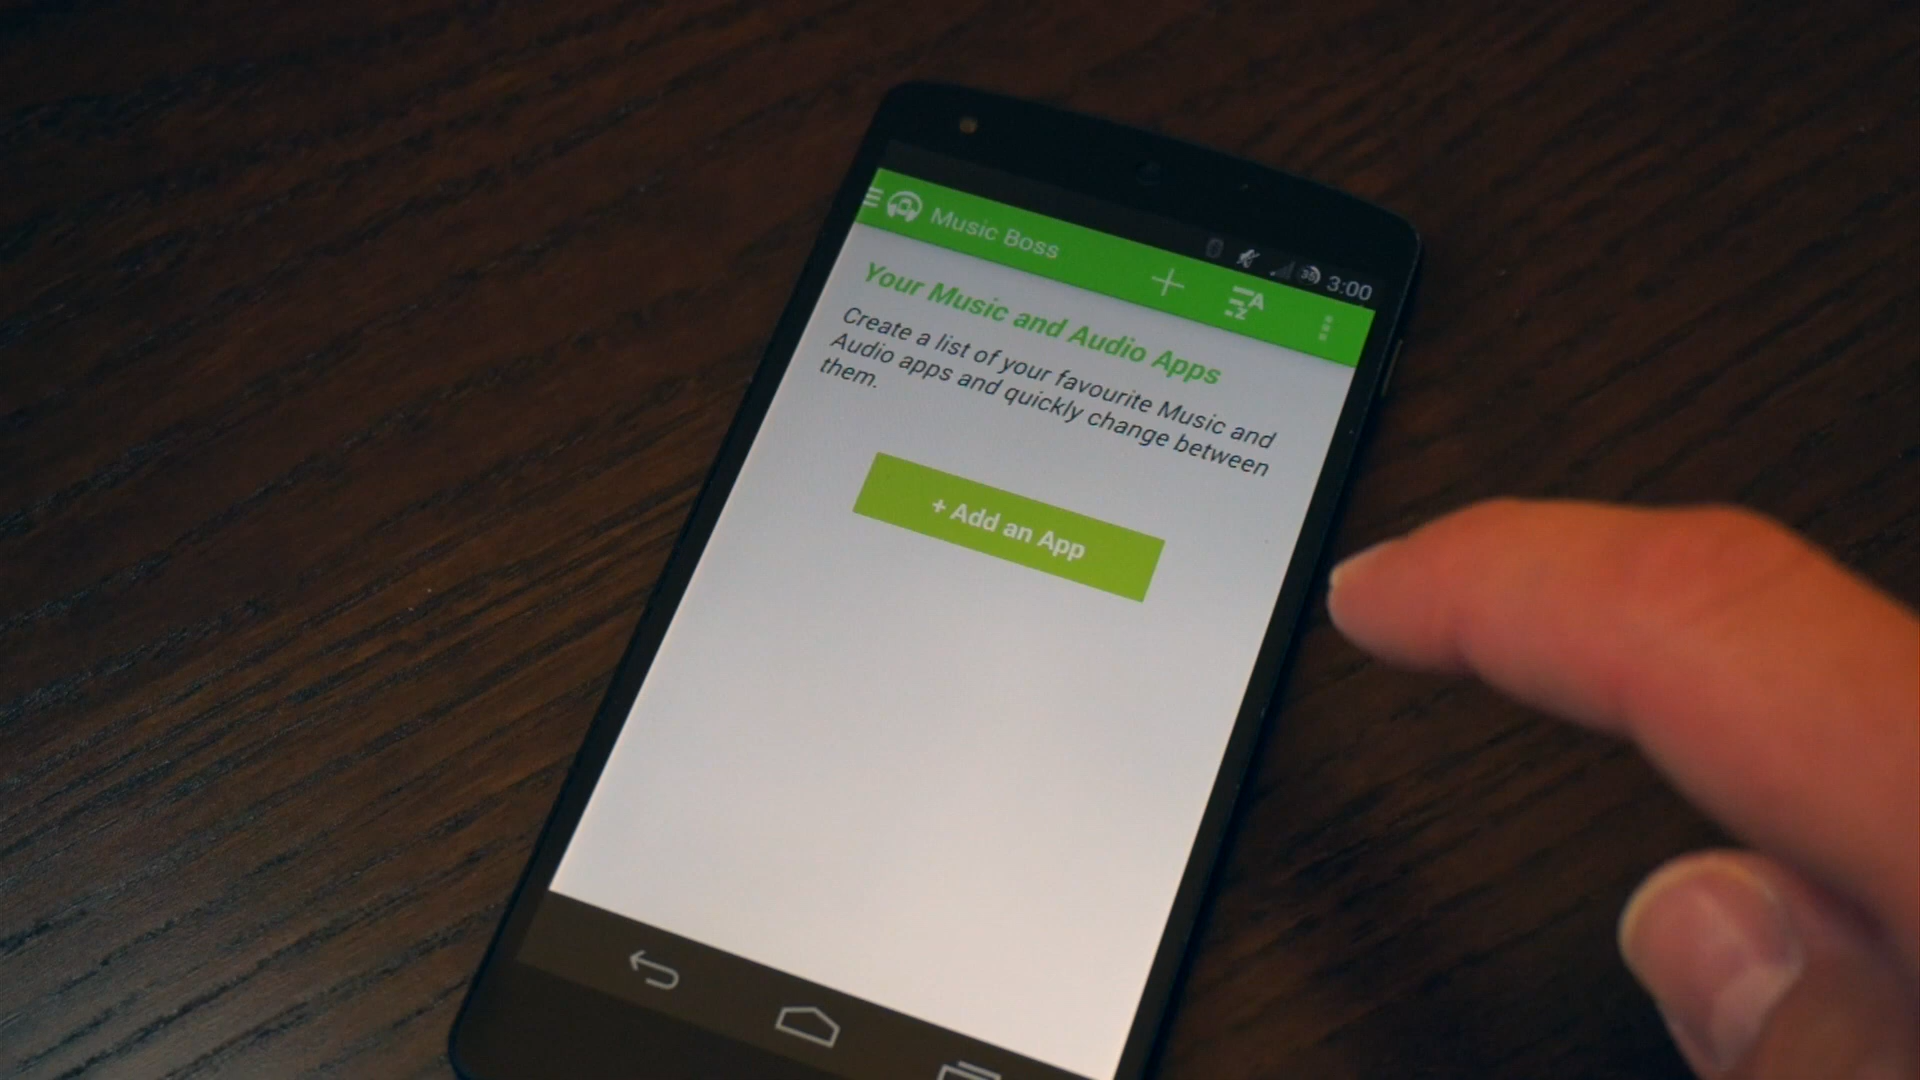 3:00
Music Boss
Your Music and Audio Apps
Create a list of your favourite Music and
Audio apps and quickly change between
them.
+ Add an App